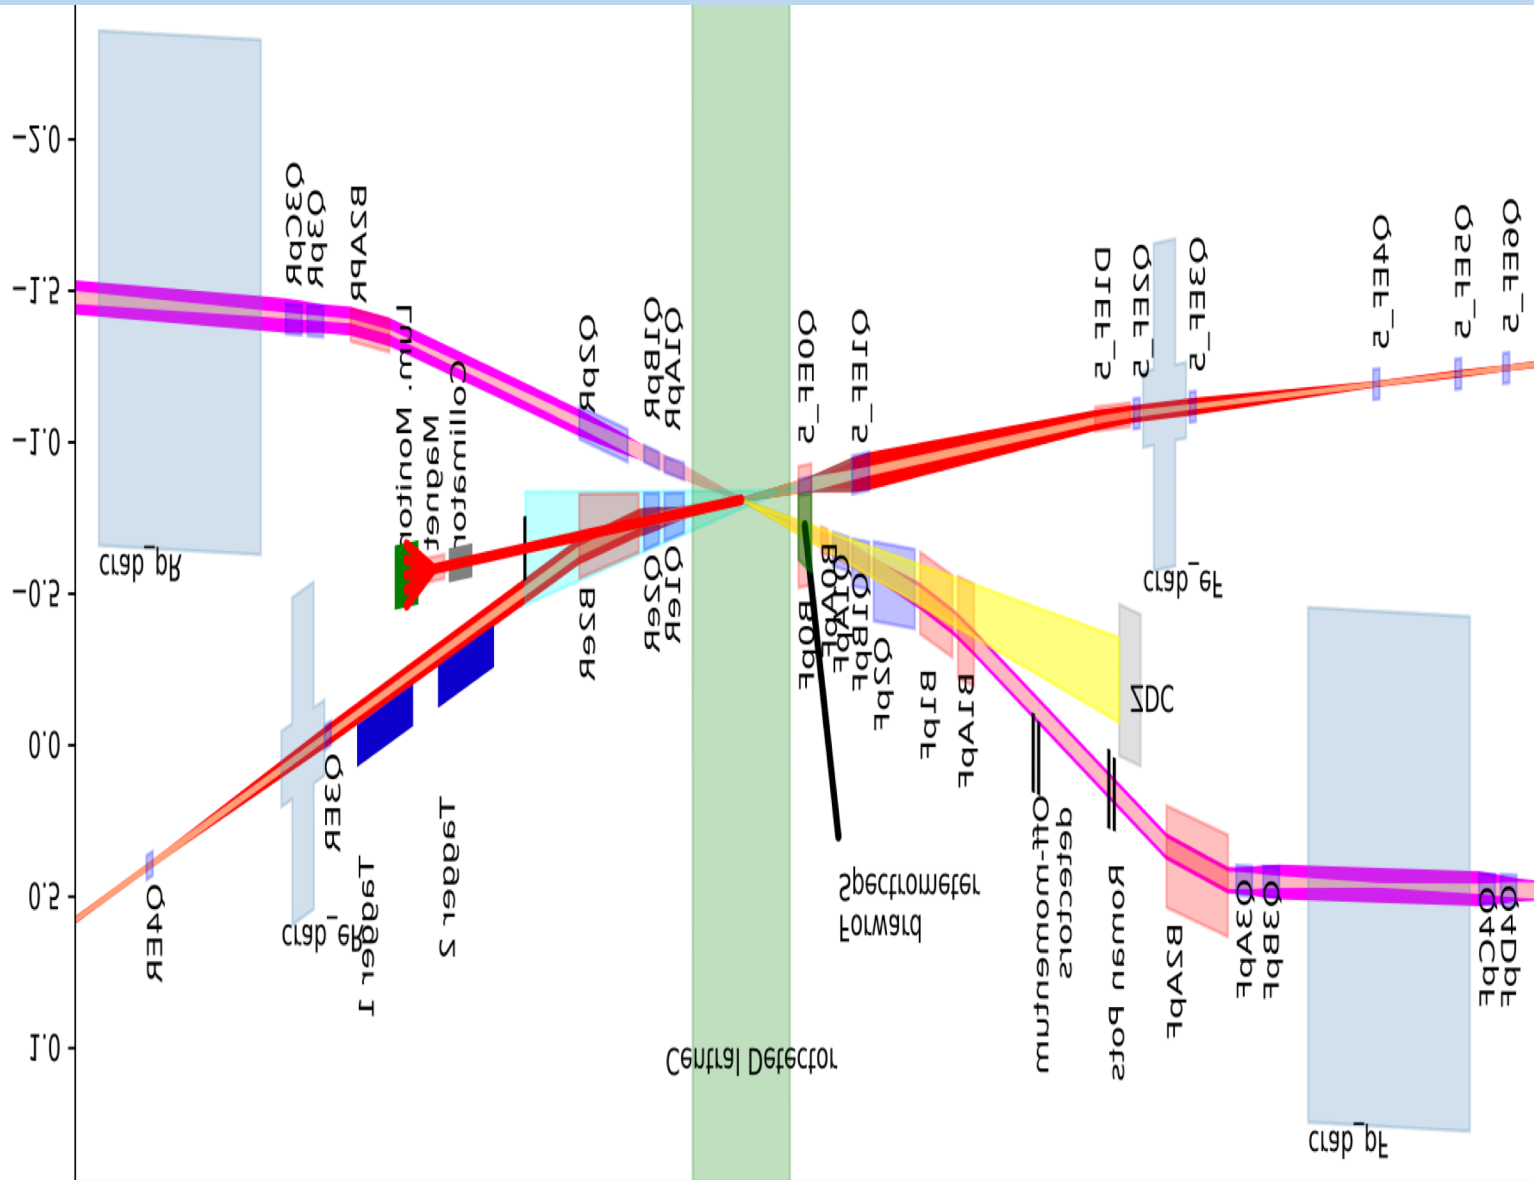 -2.0
-1.5
-1.0
-0.5
0.0
0.5
1.0
crab_pR
Q3CpR
Q3pR
B2ApR
Lum. Monitor
Magnet
Collimator
Q2pR
Q1BpR
Q1ApR
Q0EF_S
Q1EF_S
D1EF_S
Q2EF_S
Q3EF_S
Q4EF_S
Q5EF_S
Q6EF_S
crab_eF
B2eR
Q2eR
Q1eR
B0pF
B0ApF
Q1ApF
Q1BpF
Q2pF
B1pF
B1ApF
ZDC
Q3ER
Q4ER
crab_eR
Tagger 1
Tagger 2
Forward
Spectrometer
Off-momentum
detectors
Roman pots
B2ApF
Q3ApF
Q3BpF
Q4CpF
Q4DpF
Central Detector
crab_pF